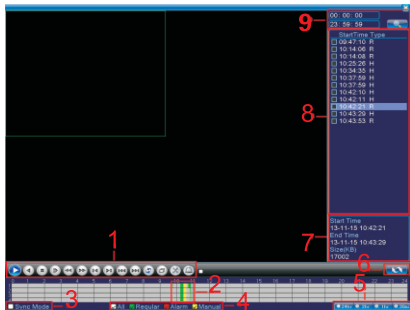 9
00: 00: 00
23: 59: 59
StartTime Type
09:47:10 R
10:14:06 R
10:14:08 R
10:25:26 H
10:34:35 H
10:37:59 H
10:37:59 H
10:42:10 H
10:42:11 H
10:42:21 R
10:43:29 H
10:43:53 R
8
Start Time
13-11-15 10:42:21
End Time
13-11-15 10:43:29
Size(KB)
17002
7
6
1
5
2
Sync Mode
3
All
Regular
Alarm
Manual
4